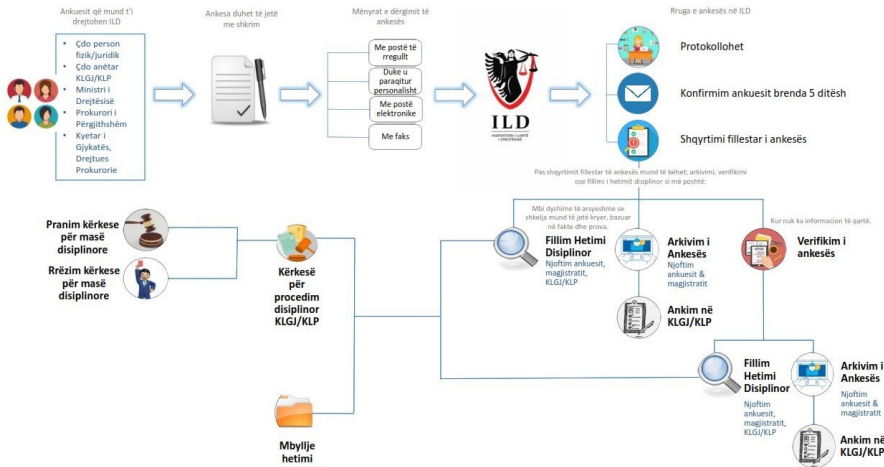 Ankuesit që mund t'i
drejtohen ILD
• Çdo person
fizik/juridik
• Çdo anëtar
KLGJ/KLP
• Ministri i
Drejtësisë
• Prokurori i
Përgjithshëm
• Kyetar i
Gjykatës,
Drejtues
Prokurorie
Ankesa duhet të jetë
me shkrim
Mënyrat e dërgimit të
ankesës
Me postë të
rregullt
Duke u
paraqitur
personalisht
Me postë
elektronike
Me faks
ILD
INSPEKTORI I LARTË
I DREJTËSISË
Rruga e ankesës në ILD
Protokollohet
Konfirmim ankuesit brenda 5 ditësh
Shqyrtimi fillestar i ankesës
Pas shqyrtimit fillestar të ankesës mund të bëhet; arkivimi, verifikimi
ose fillimi i hetimit disiplinor si më poshtë:
Mbi dyshime të arsyeshme se
shkelja mund të jetë kryer, bazuar
në fakte dhe prova.
Fillim Hetimi
Disiplinor
Njoftim ankuesit,
magjistratit,
KLGJ/KLP
Arkivim i
Ankesës
Njoftim
ankuesit &
magjistratit
Ankim në
KLGJ/KLP
Kur nuk ka informacion të qartë.
Verifikim i
ankesës
Fillim
Hetimi
Disiplinor
Njoftim
ankuesit,
magjistratit,
KLGJ/KLP
Arkivim i
Ankesës
Njoftim
ankuesit &
magjistratit
Ankim në
KLGJ/KLP
Pranim kërkese
për masë
disiplinore
Rrëzim kërkese
për masë
disiplinore
Kërkesë
për
procedim
disiplinor
KLGJ/KLP
Mbyllje
hetimi